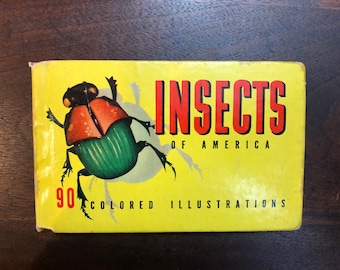 INSECTS
OF AMERICA
90 COLORED ILLUSTRATIONS